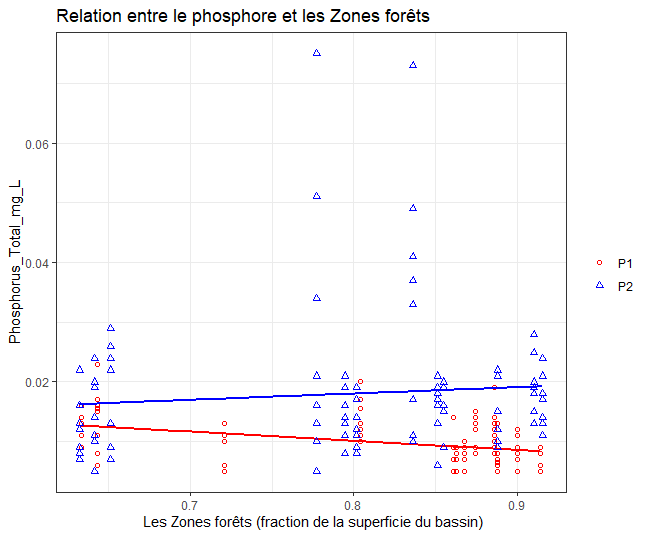 Relation entre le phosphore et les Zones forêts
Phosphorus_Total_mg_L
0.06
0.04
0.02
0.7
0.8
0.9
Les Zones forêts (fraction de la superficie du bassin)
P1
P2